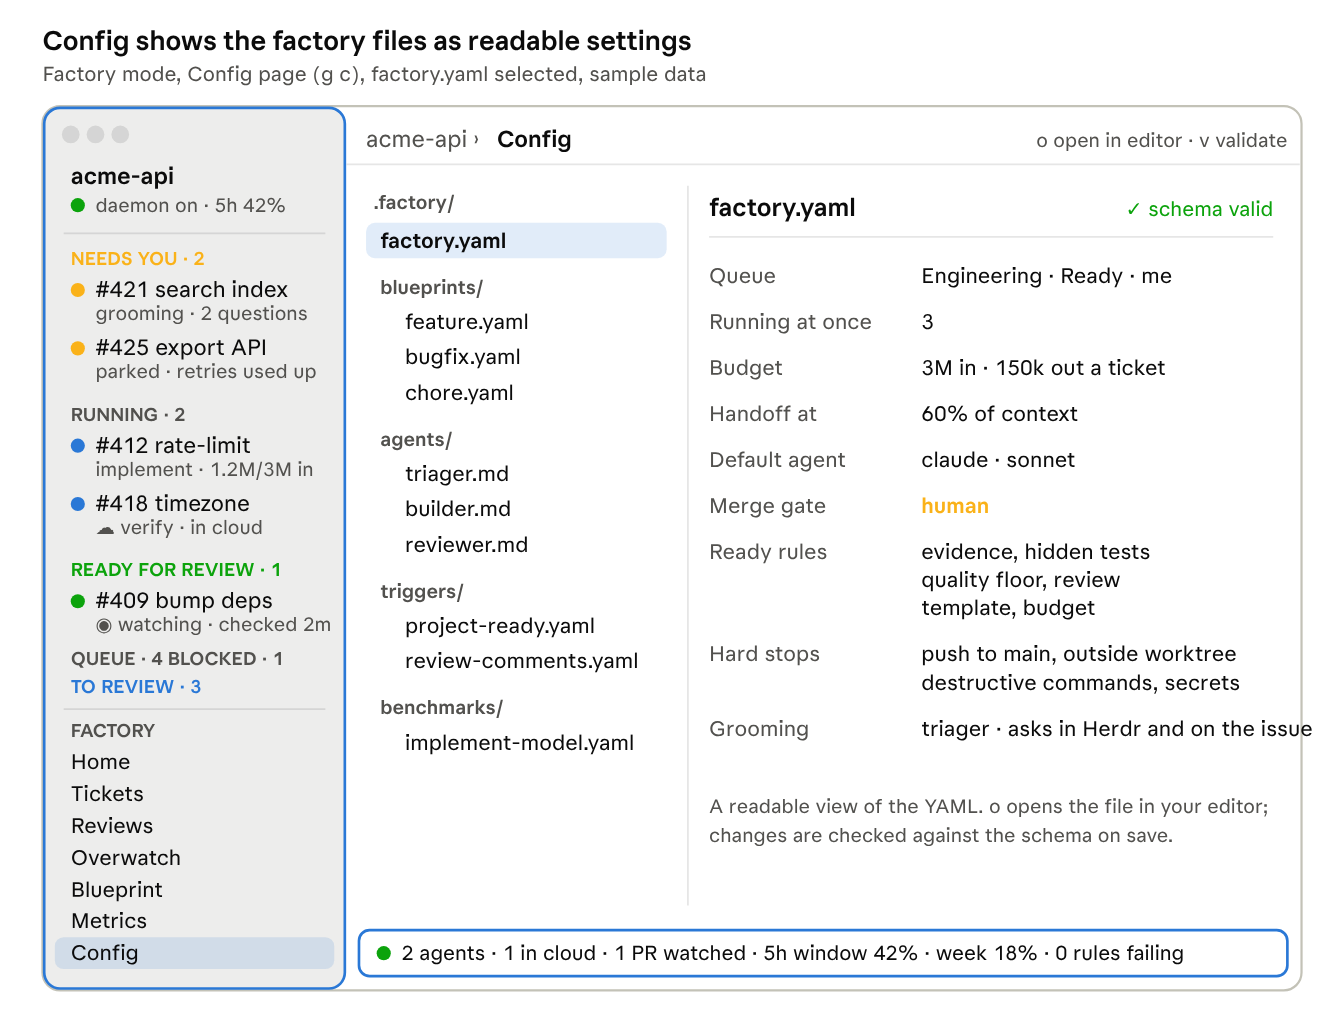 Config shows the factory files as readable settings
Factory mode, Config page (g c), factory.yaml selected, sample data
acme-api
daemon on · 5h 42%
NEEDS YOU · 2
#421 search index
grooming · 2 questions
#425 export API
parked · retries used up
RUNNING · 2
#412 rate-limit
implement · 1.2M/3M in
#418 timezone
☁ verify · in cloud
READY FOR REVIEW · 1
#409 bump deps
◉ watching · checked 2m
QUEUE · 4 BLOCKED · 1
TO REVIEW · 3
FACTORY
Home
Tickets
Reviews
Overwatch
Blueprint
Metrics
Config
acme-api › Config
o open in editor · v validate
.factory/
factory.yaml
blueprints/
feature.yaml
bugfix.yaml
chore.yaml
agents/
triager.md
builder.md
reviewer.md
triggers/
project-ready.yaml
review-comments.yaml
benchmarks/
implement-model.yaml
factory.yaml
✓ schema valid
Queue Engineering · Ready · me
Running at once 3
Budget 3M in · 150k out a ticket
Handoff at 60% of context
Default agent claude · sonnet
Merge gate human
Ready rules evidence, hidden tests
quality floor, review
template, budget
Hard stops push to main, outside worktree
destructive commands, secrets
Grooming triager · asks in Herdr and on the issue
A readable view of the YAML. o opens the file in your editor;
changes are checked against the schema on save.
2 agents · 1 in cloud · 1 PR watched · 5h window 42% · week 18% · 0 rules failing